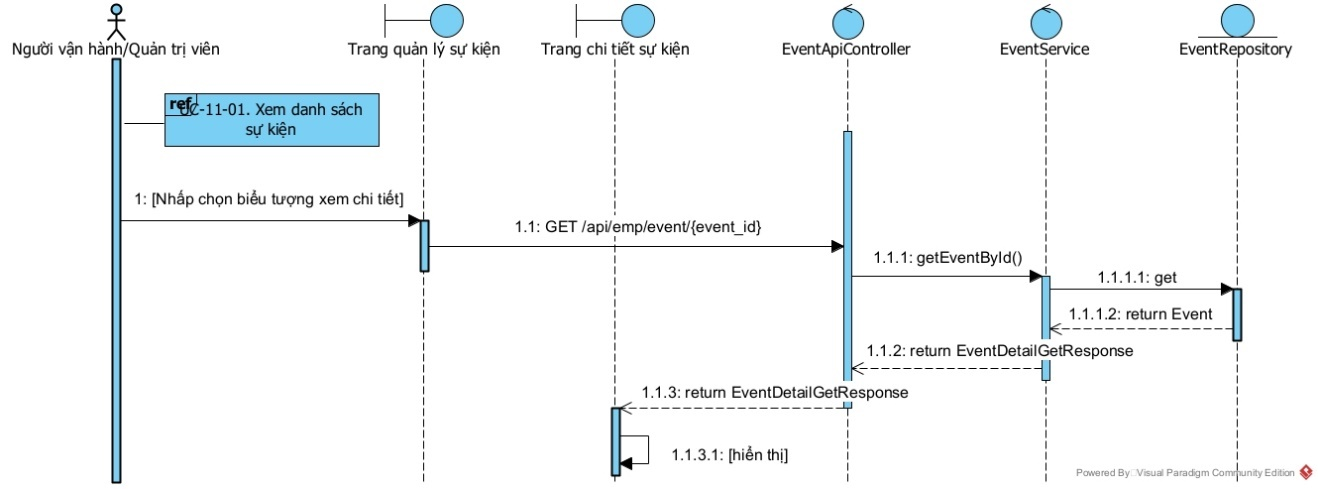 Người vận hành/Quản trị viên
Trang quản lý sự kiện
Trang chi tiết sự kiện
EventApiController
EventService
EventRepository
ref
UC-11-01. Xem danh sách
sự kiện
1: [Nhấp chọn biểu tượng xem chi tiết]
1.1: GET /api/emp/event/{event_id}
1.1.1: getEventById()
1.1.1.1: get
1.1.1.2: return Event
1.1.2: return EventDetailGetResponse
1.1.3: return EventDetailGetResponse
1.1.3.1: [hiển thị]
Powered By Visual Paradigm Community Edition